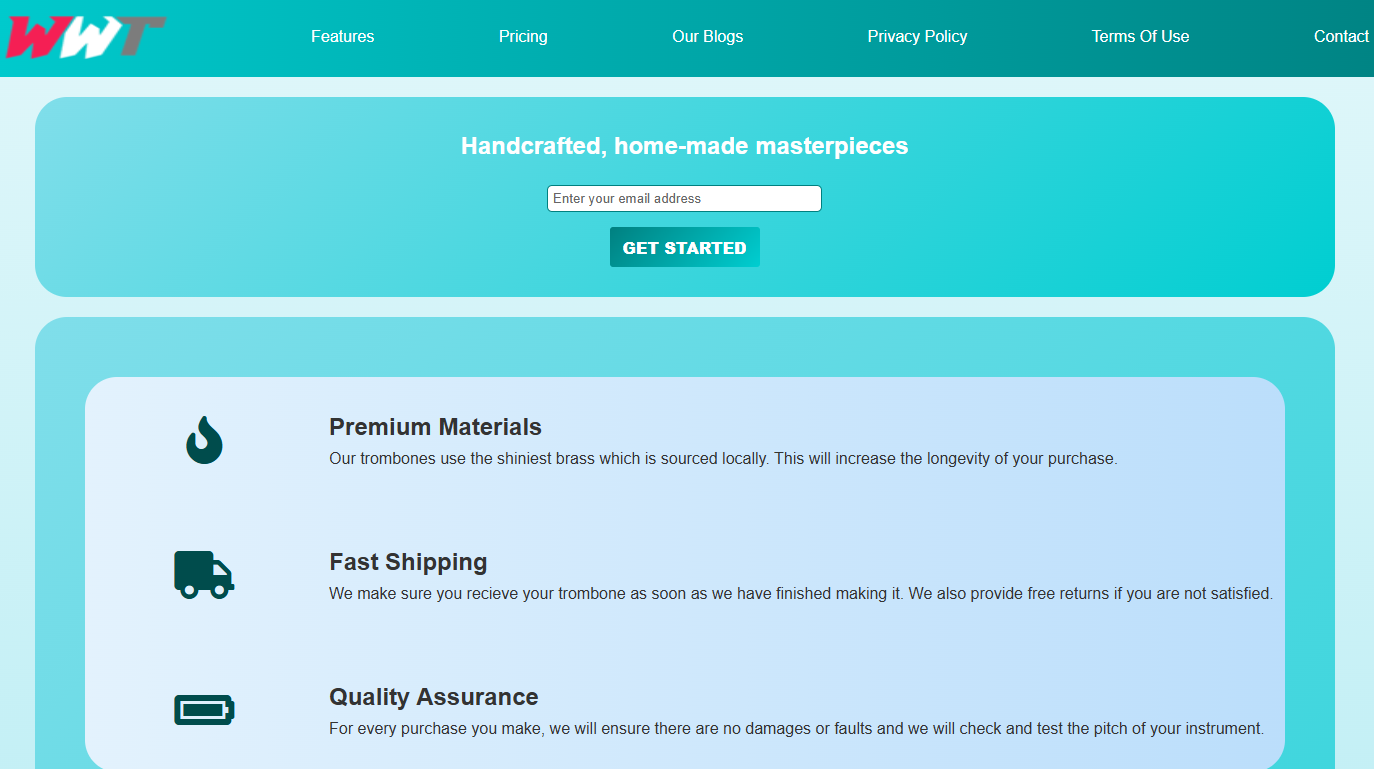 WWT
Features Pricing Our Blogs Privacy Policy Terms Of Use Contact
Handcrafted, home-made masterpieces
Enter your email address
GET STARTED
Premium Materials
Our trombones use the shiniest brass which is sourced locally. This will increase the longevity of your purchase.
Fast Shipping
We make sure you recieve your trombone as soon as we have finished making it. We also provide free returns if you are not satisfied.
Quality Assurance
For every purchase you make, we will ensure there are no damages or faults and we will check and test the pitch of your instrument.